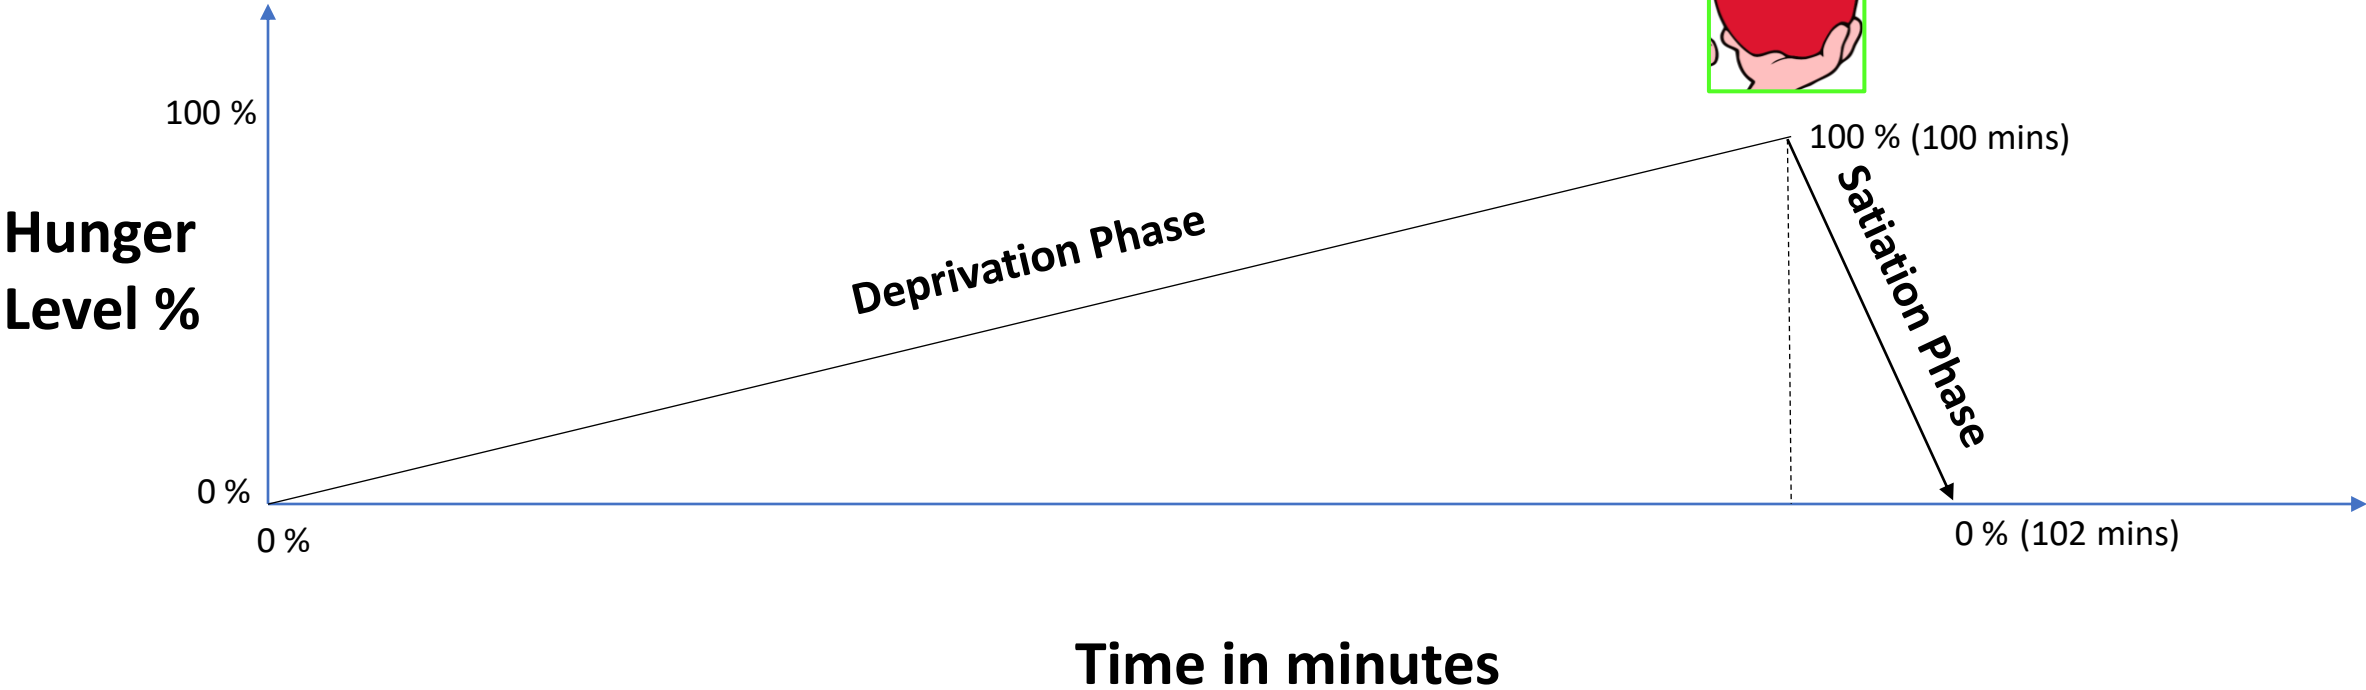 100 %
100 % (100 mins)
Hunger
Level %
Deprivation Phase
Satiation Phase
0 %
0 %
0 % (102 mins)
Time in minutes